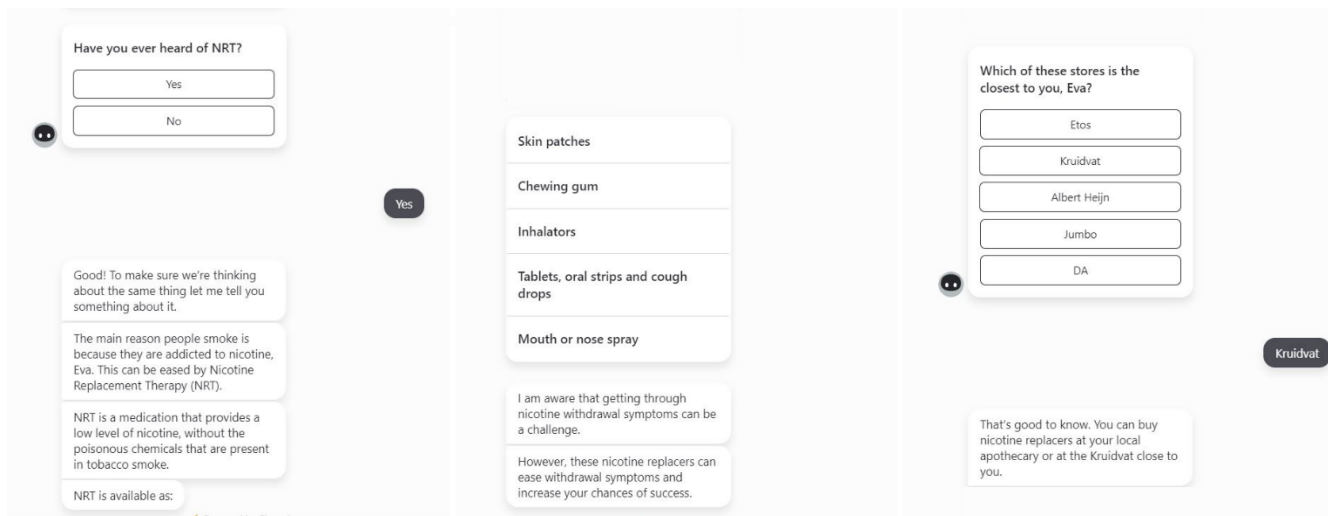 Have you ever heard of NRT?
Yes
No
Yes
Good! To make sure we're thinking
about the same thing let me tell you
something about it.
The main reason people smoke is
because they are addicted to nicotine,
Eva. This can be eased by Nicotine
Replacement Therapy (NRT).
NRT is a medication that provides a
low level of nicotine, without the
poisonous chemicals that are present
in tobacco smoke.
NRT is available as:
Skin patches
Chewing gum
Inhalators
Tablets, oral strips and cough
drops
Mouth or nose spray
I am aware that getting through
nicotine withdrawal symptoms can be
a challenge.
However, these nicotine replacers can
ease withdrawal symptoms and
increase your chances of success.
Which of these stores is the
closest to you, Eva?
Etos
Kruidvat
Albert Heijn
Jumbo
DA
Kruidvat
That's good to know. You can buy
nicotine replacers at your local
apothecary or at the Kruidvat close to
you.